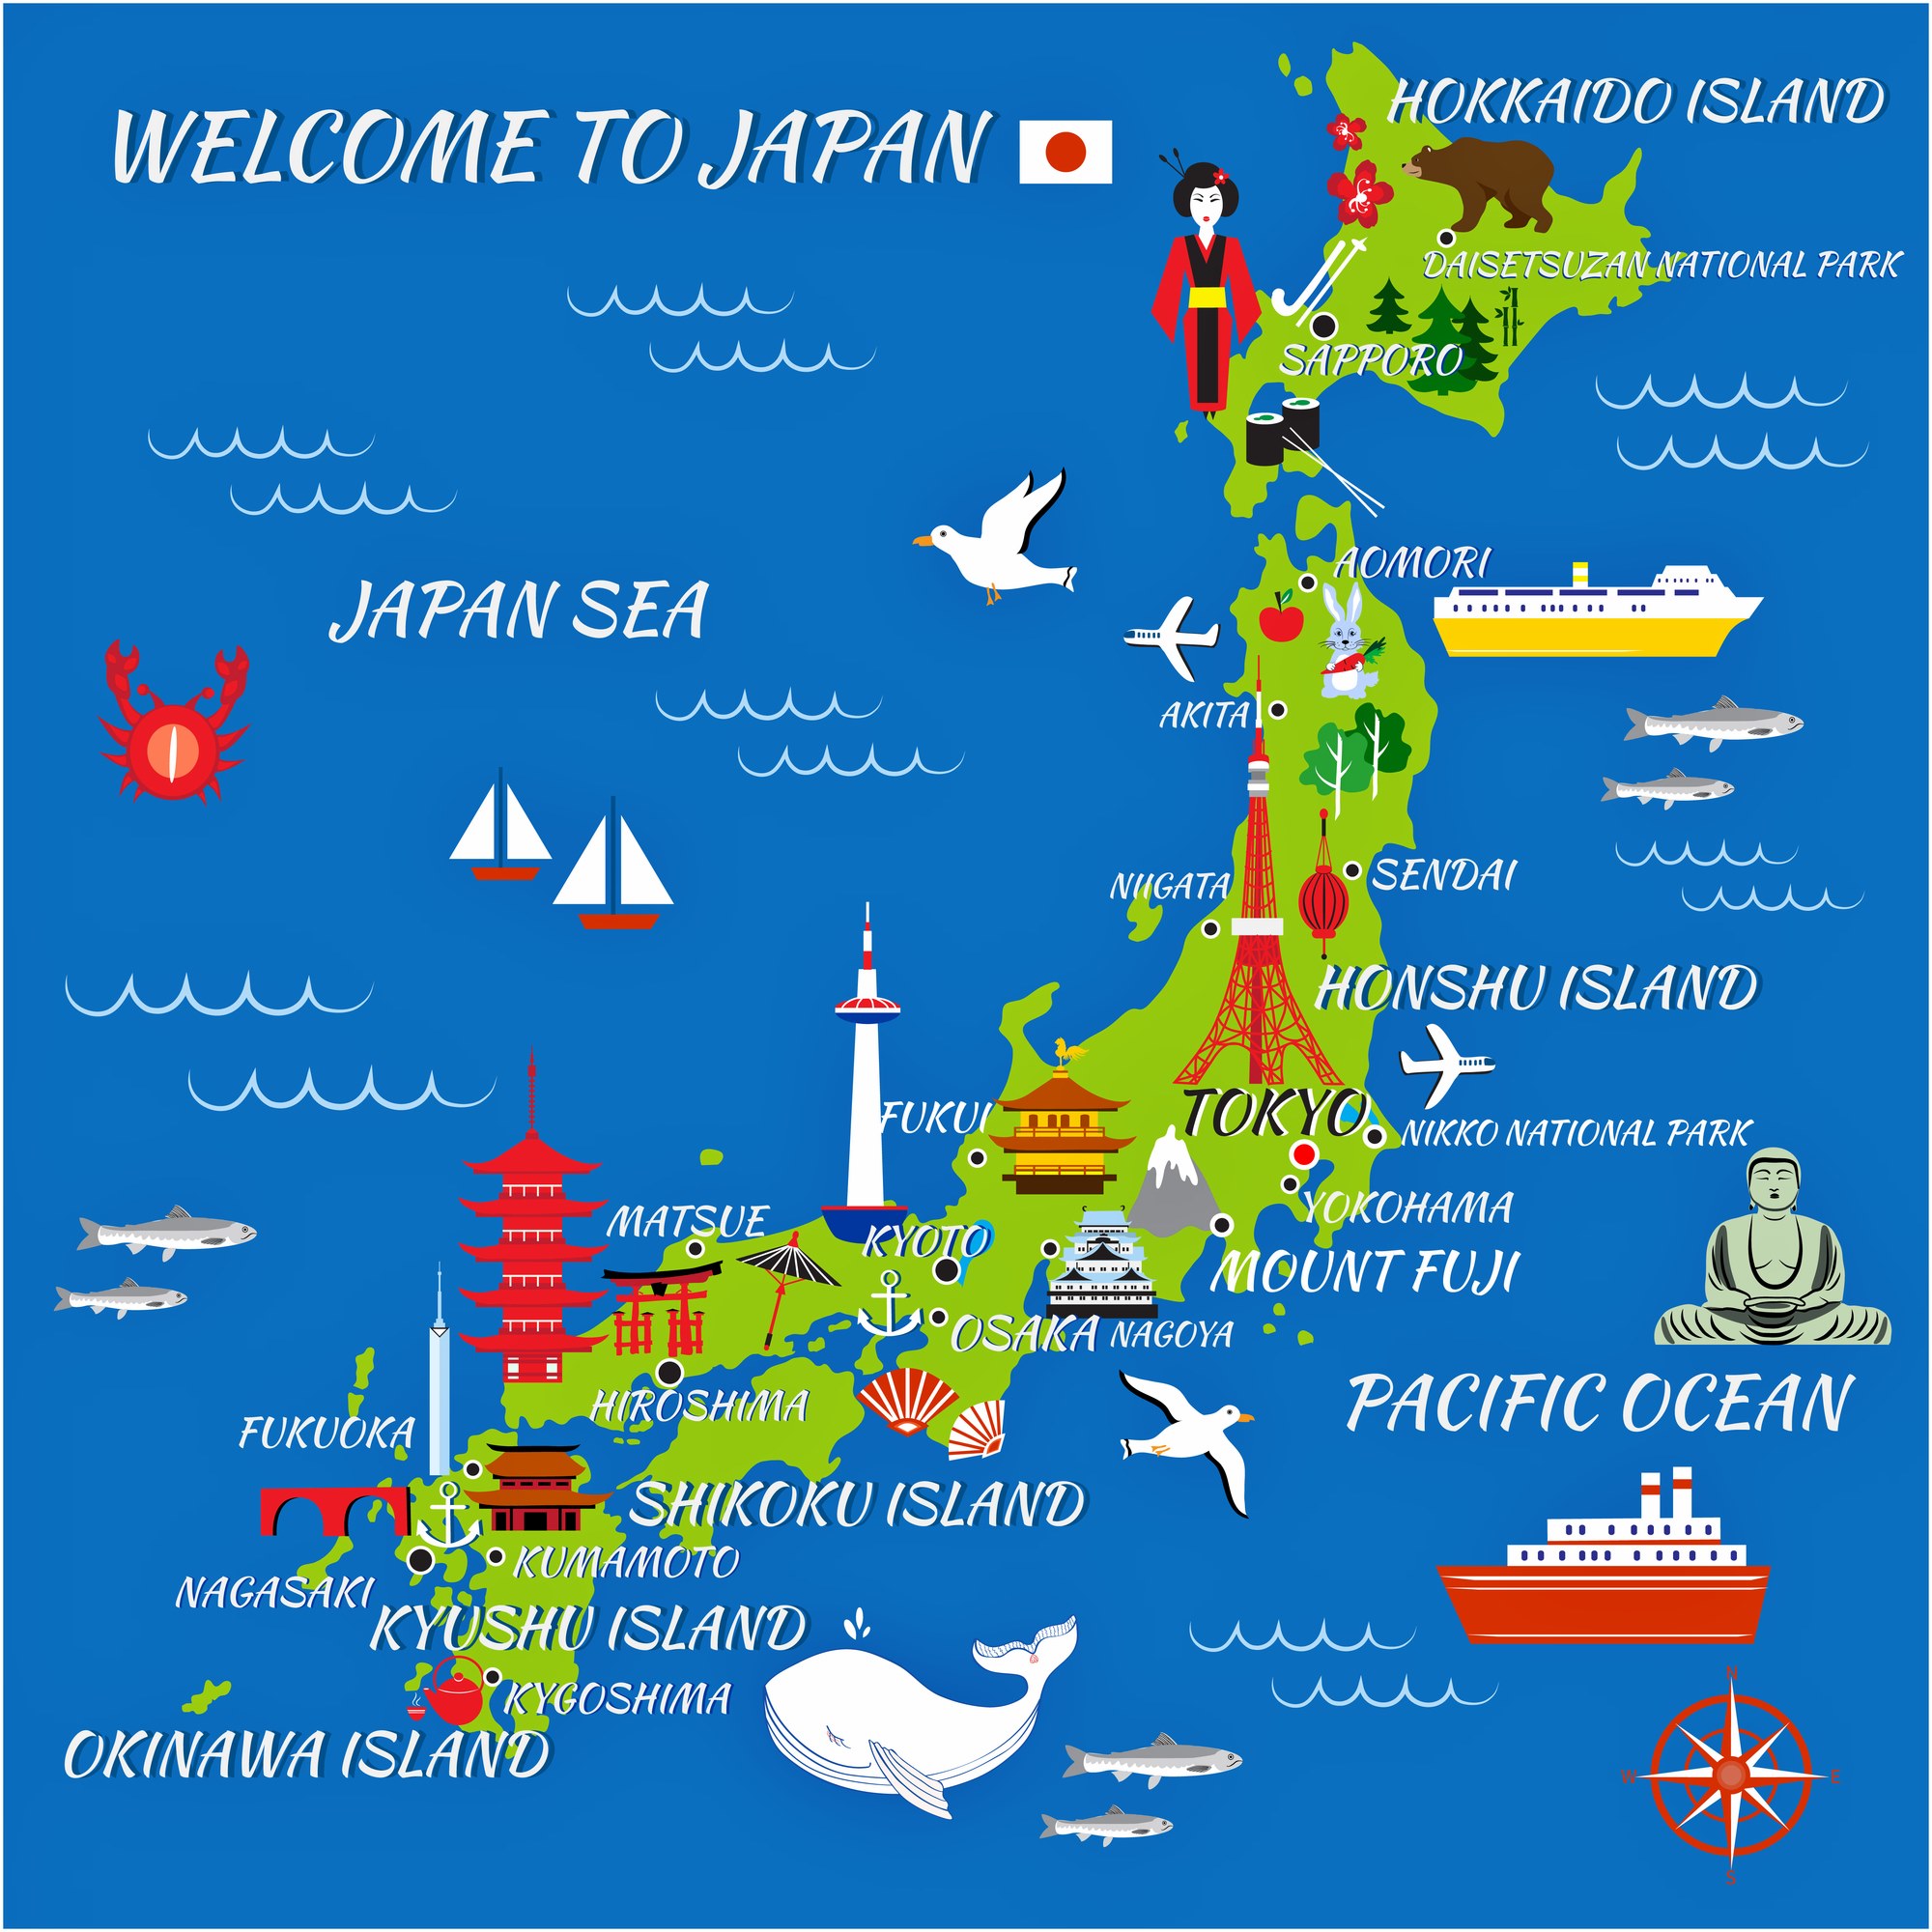 HOKKAIDO ISLAND
WELCOME TO JAPAN
DAISETSUZAN NATIONAL PARK
SAPPORO
AOMORI
JAPAN SEA
AKITA
SENDAI
NIIGATA
HONSHU ISLAND
TOKYO
FUKUI
NIKKO NATIONAL PARK
YOKOHAMA
MATSUE
KYOTO
MOUNT FUJI
OSAKA
NAGOYA
HIROSHIMA
PACIFIC OCEAN
FUKUOKA
SHIKOKU ISLAND
KUMAMOTO
NAGASAKI
KYUSHU ISLAND
KYGOSHIMA
OKINAWA ISLAND
N
W
E
S